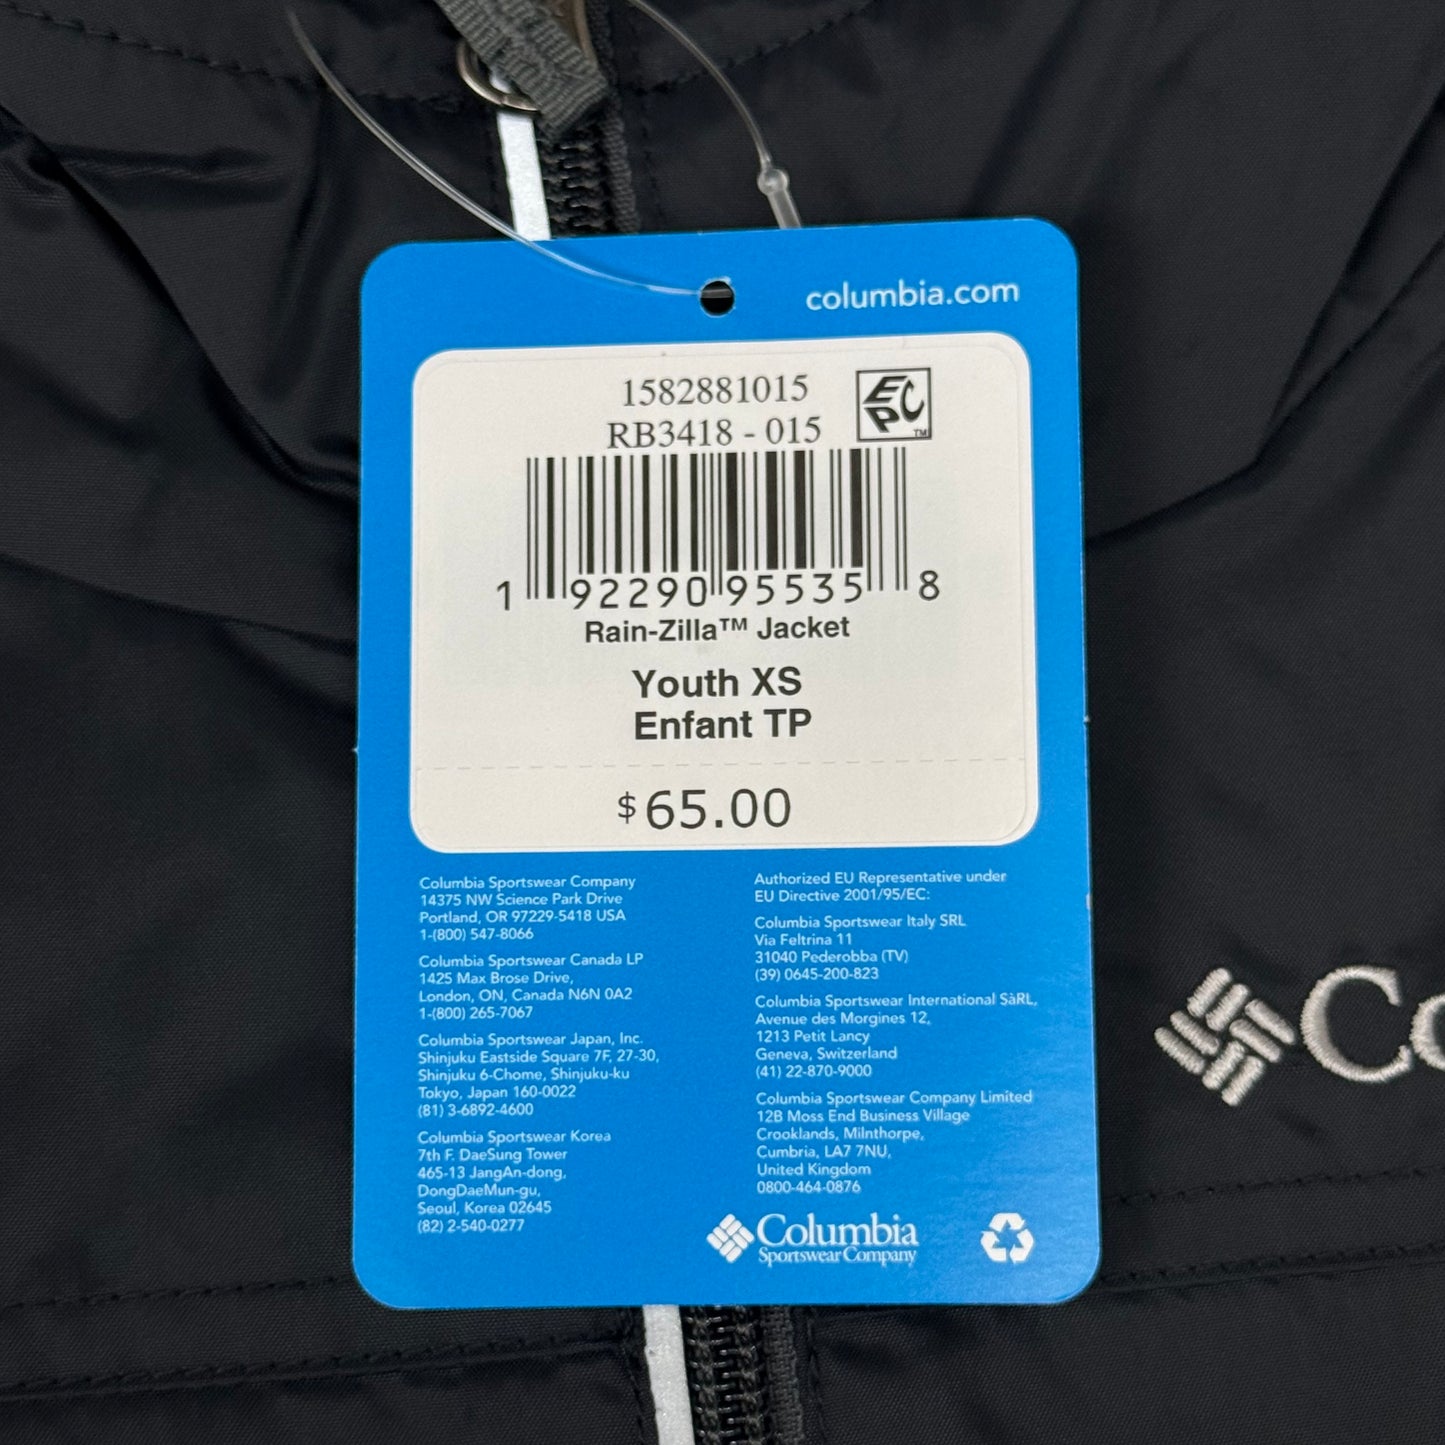 columbia.com
1582881015
EPC™
RB3418 - 015
1 92290 95535 8
Rain-Zilla™ Jacket
Youth XS
Enfant TP
$65.00
Columbia Sportswear Company
14375 NW Science Park Drive
Portland, OR 97229-5418 USA
1-(800) 547-8066
Columbia Sportswear Canada LP
1425 Max Brose Drive,
London, ON, Canada N6N 0A2
1-(800) 265-7067
Columbia Sportswear Japan, Inc.
Shinjuku Eastside Square 7F, 27-30,
Shinjuku 6-Chome, Shinjuku-ku
Tokyo, Japan 160-0022
(81) 3-6892-4600
Columbia Sportswear Korea
7th F. DaeSung Tower
465-13 JangAn-dong,
DongDaeMun-gu,
Seoul, Korea 02645
(82) 2-540-0277
Authorized EU Representative under
EU Directive 2001/95/EC:
Columbia Sportswear Italy SRL
Via Feltrina 11
31040 Pederobba (TV)
(39) 0645-200-823
Columbia Sportswear International SàRL,
Avenue des Morgines 12,
1213 Petit Lancy
Geneva, Switzerland
(41) 22-870-9000
Columbia Sportswear Company Limited
12B Moss End Business Village
Crooklands, Milnthorpe,
Cumbria, LA7 7NU,
United Kingdom
0800-464-0876
Columbia
Sportswear Company
Co